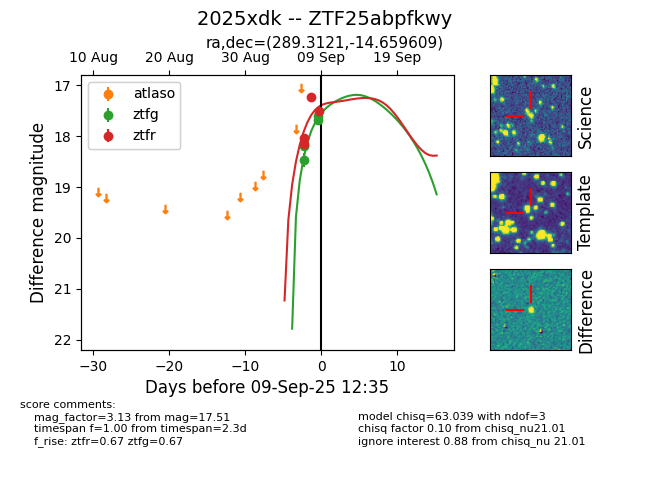 2025xdk -- ZTF25abpfkwy
ra,dec=(289.3121,-14.659609)
10 Aug
20 Aug
30 Aug
09 Sep
19 Sep
atlaso
ztfg
ztfr
17
18
19
20
21
22
Difference magnitude
−30
−20
−10
0
10
Days before 09-Sep-25 12:35
Science
Template
Difference
score comments:
mag_factor=3.13 from mag=17.51
timespan f=1.00 from timespan=2.3d
f_rise: ztfr=0.67 ztfg=0.67
model chisq=63.039 with ndof=3
chisq factor 0.10 from chisq_nu21.01
ignore interest 0.88 from chisq_nu 21.01